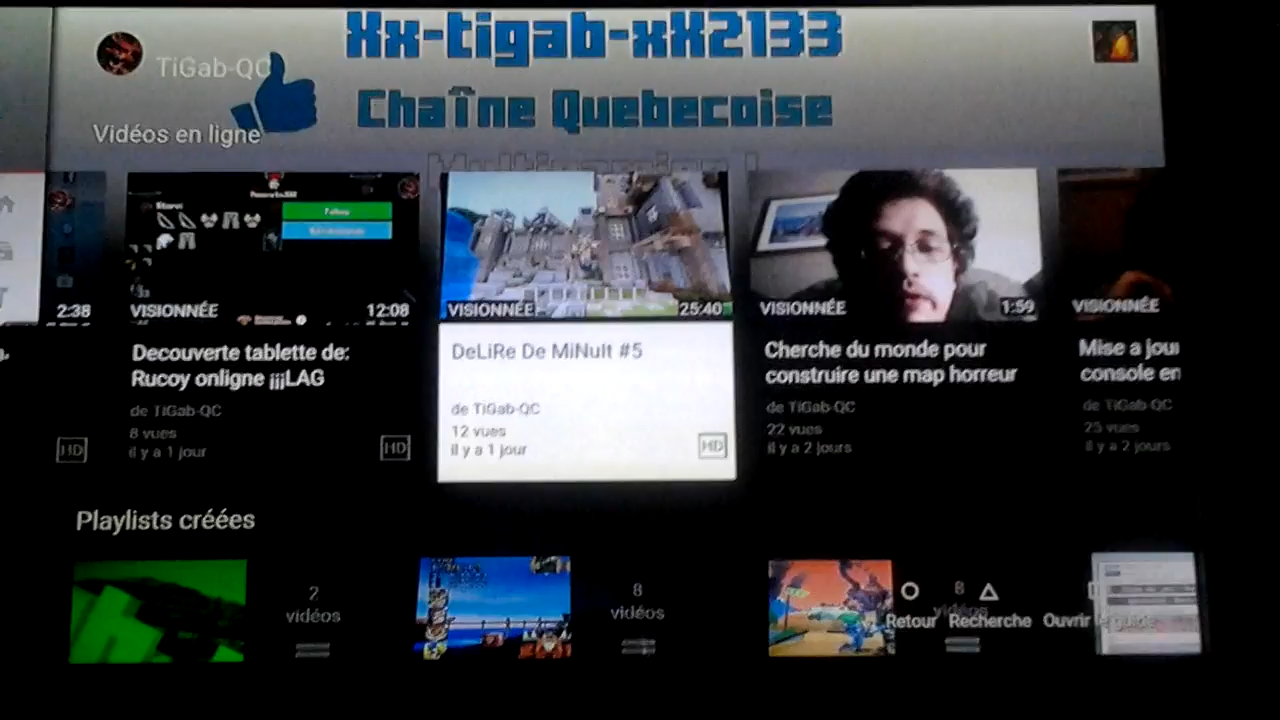 Xx-tigab-xX2133
TiGab-QC
Chaîne Quebecoise
Vidéos en ligne
2:38
VISIONNÉE
12:08
VISIONNÉE
25:40
VISIONNÉE
1:59
VISIONNÉE
Decouverte tablette de:
Rucoy onligne ¡¡¡LAG
de TiGab-QC
8 vues
il y a 1 jour
HD
HD
DeLiRe De MiNuIt #5
de TiGab-QC
12 vues
il y a 1 jour
HD
Cherche du monde pour
construire une map horreur
de TiGab-QC
22 vues
il y a 2 jours
Mise a jou
console en
de TiGab-QC
25 vues
il y a 2 jours
Playlists créées
2
vidéos
8
vidéos
8
vidéos
Retour Recherche Ouvrir le guide